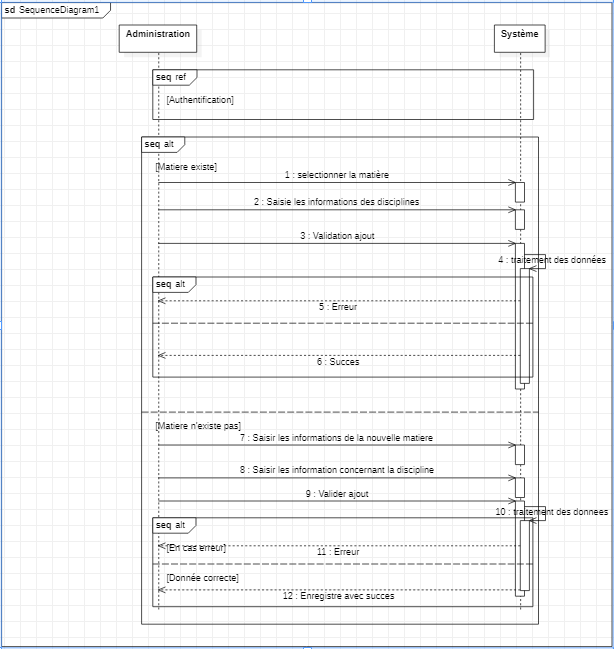 sd SequenceDiagram1
Administration
Système
seq ref
[Authentification]
seq alt
[Matiere existe]
1 : selectionner la matière
2 : Saisie les informations des disciplines
3 : Validation ajout
4 : traitement des données
seq alt
5 : Erreur
6 : Succes
[Matiere n'existe pas]
7 : Saisir les informations de la nouvelle matiere
8 : Saisir les information concernant la discipline
9 : Valider ajout
10 : traitement des donnees
seq alt
[En cas erreur]
11 : Erreur
[Donnée correcte]
12 : Enregistre avec succes